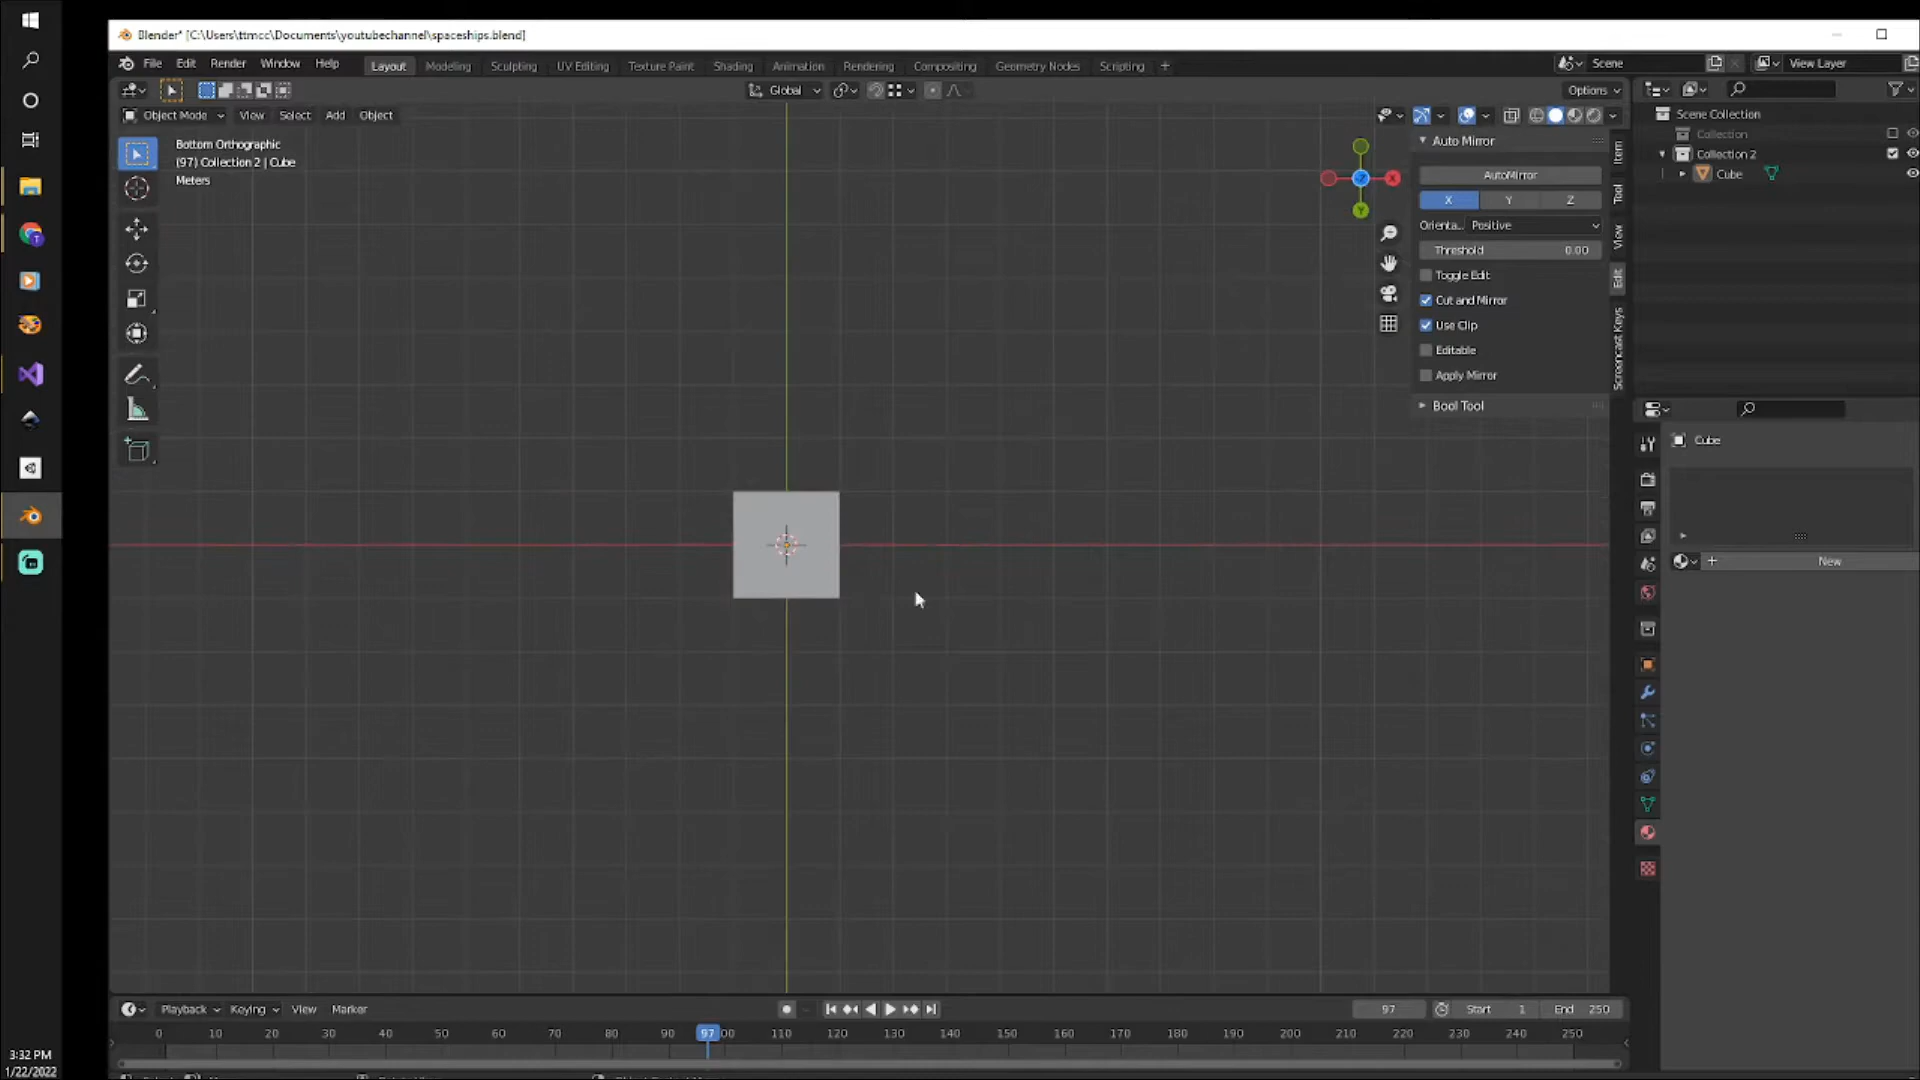 Blender* [C:\Users\ttmcc\Documents\youtubechannel\spaceships.blend]
File Edit Render Window Help Layout Modeling Sculpting UV Editing Texture Paint Shading Animation Rendering Compositing Geometry Nodes Scripting + Scene View Layer
Global Options
Object Mode View Select Add Object
Bottom Orthographic
(97) Collection 2 | Cube
Meters
Auto Mirror
AutoMirror
X Y Z
Orienta... Positive
Threshold 0.00
Toggle Edit
Cut and Mirror
Use Clip
Editable
Apply Mirror
Bool Tool
Item
Tool
View
Edit
Screencast Keys
X
Y
Z
Scene Collection
Collection
Collection 2
Cube
Cube
New
Playback Keying View Marker 97 Start 1 End 250
0 10 20 30 40 50 60 70 80 90 97 00 110 120 130 140 150 160 170 180 190 200 210 220 230 240 250
3:32 PM
1/22/2022